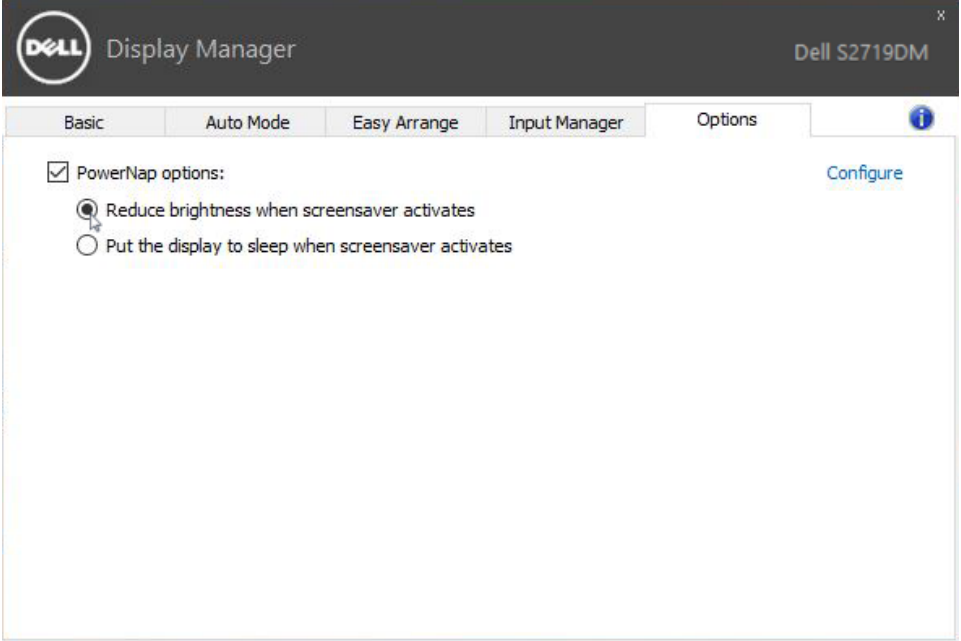 x
DELL
Display Manager
Dell S2719DM
Basic
Auto Mode
Easy Arrange
Input Manager
Options
i
PowerNap options:
Configure
Reduce brightness when screensaver activates
Put the display to sleep when screensaver activates